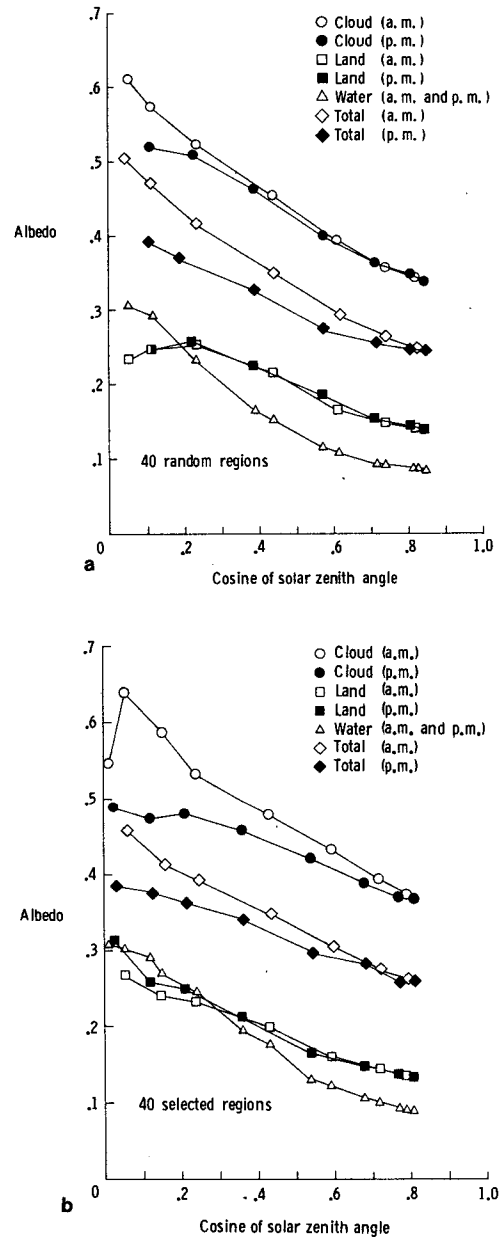 Cloud (a. m.)
Cloud (p. m.)
Land (a. m.)
Land (p. m.)
Water (a. m. and p. m.)
Total (a. m.)
Total (p. m.)
.7
.6
.5
.4
.3
.2
.1
Albedo
40 random regions
0 .2 .4 .6 .8 1.0
a
Cosine of solar zenith angle
Cloud (a.m.)
Cloud (p.m.)
Land (a.m.)
Land (p.m.)
Water (a.m. and p.m.)
Total (a.m.)
Total (p.m.)
.7
.6
.5
.4
.3
.2
.1
Albedo
40 selected regions
0 .2 .4 .6 .8 1.0
b
Cosine of solar zenith angle